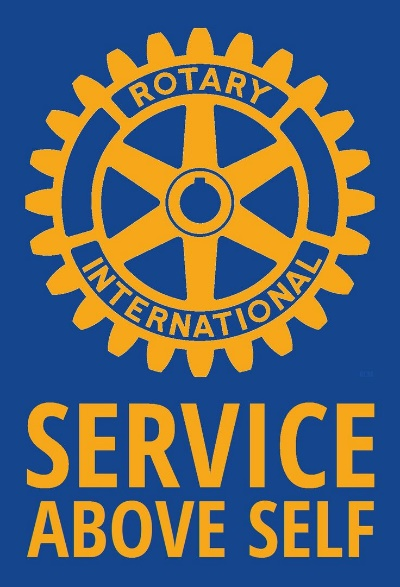 ROTARY
INTERNATIONAL
SERVICE
ABOVE SELF